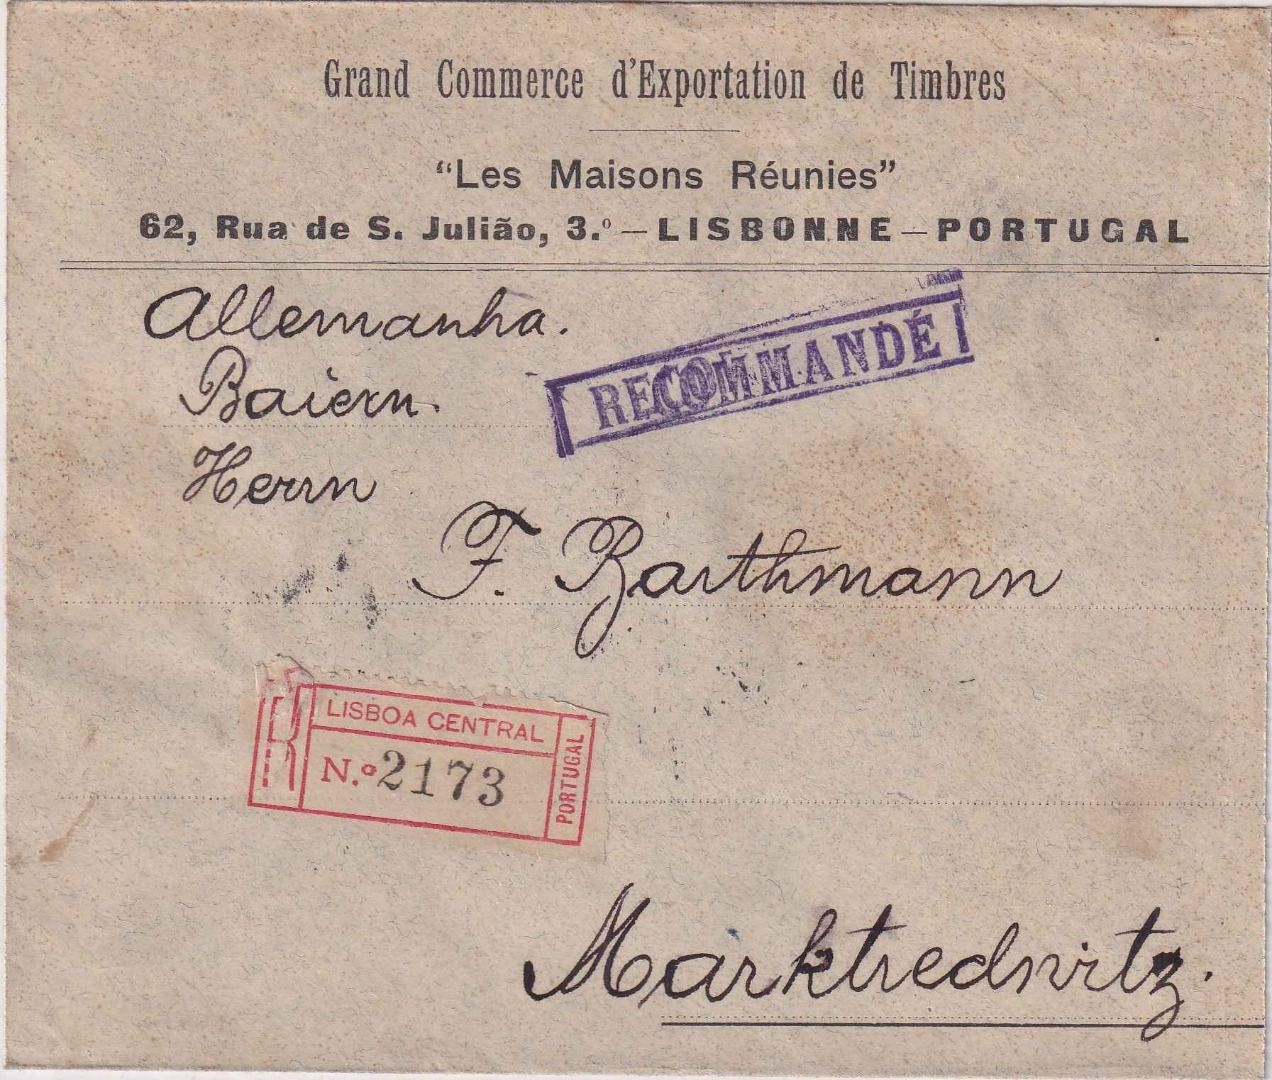 Grand Commerce d'Exportation de Timbres
"Les Maisons Réunies"
62, Rua de S. Julião, 3.º — LISBONNE — PORTUGAL
Allemanha.
RECOMMANDÉ
Baiern.
Herrn
F. Barthmann
R
LISBOA CENTRAL
N.º 2173
PORTUGAL
Marktredwitz.